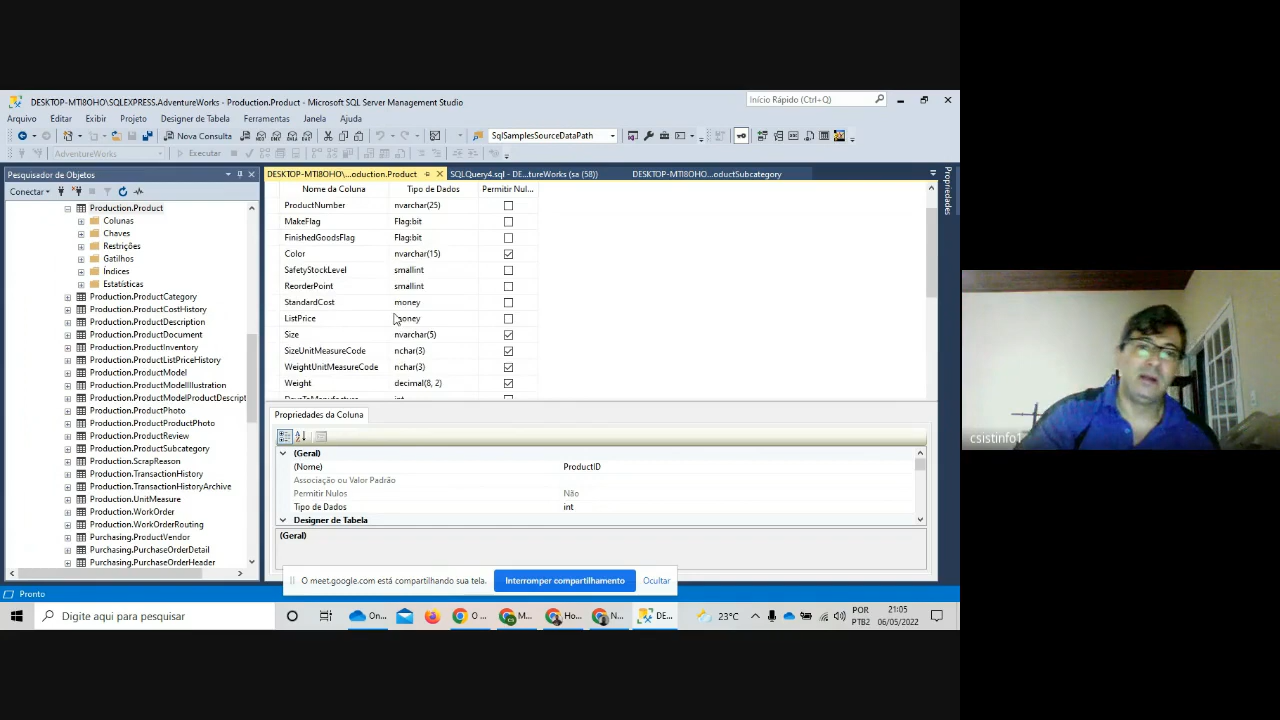 DESKTOP-MTI8OHO\SQLEXPRESS.AdventureWorks - Production.Product - Microsoft SQL Server Management Studio
Início Rápido (Ctrl+Q)
Arquivo Editar Exibir Projeto Designer de Tabela Ferramentas Janela Ajuda
Nova Consulta
SqlSamplesSourceDataPath
AdventureWorks
Executar
Pesquisador de Objetos
Conectar
Production.Product
Colunas
Chaves
Restrições
Gatilhos
Índices
Estatísticas
Production.ProductCategory
Production.ProductCostHistory
Production.ProductDescription
Production.ProductDocument
Production.ProductInventory
Production.ProductListPriceHistory
Production.ProductModel
Production.ProductModelIllustration
Production.ProductModelProductDescript
Production.ProductPhoto
Production.ProductProductPhoto
Production.ProductReview
Production.ProductSubcategory
Production.ScrapReason
Production.TransactionHistory
Production.TransactionHistoryArchive
Production.UnitMeasure
Production.WorkOrder
Production.WorkOrderRouting
Purchasing.ProductVendor
Purchasing.PurchaseOrderDetail
Purchasing.PurchaseOrderHeader
DESKTOP-MTI8OHO\...oduction.Product
SQLQuery4.sql - DE...tureWorks (sa (58))
DESKTOP-MTI8OHO...oductSubcategory
Propriedades
Nome da Coluna Tipo de Dados Permitir Nul...
ProductNumber nvarchar(25)
MakeFlag Flag:bit
FinishedGoodsFlag Flag:bit
Color nvarchar(15)
SafetyStockLevel smallint
ReorderPoint smallint
StandardCost money
ListPrice money
Size nvarchar(5)
SizeUnitMeasureCode nchar(3)
WeightUnitMeasureCode nchar(3)
Weight decimal(8, 2)
DaysToManufacture int
Propriedades da Coluna
(Geral)
(Nome) ProductID
Associação ou Valor Padrão
Permitir Nulos Não
Tipo de Dados int
Designer de Tabela
(Geral)
O meet.google.com está compartilhando sua tela. Interromper compartilhamento Ocultar
Pronto
Digite aqui para pesquisar
On...
O ...
M...
Ho...
N...
DE...
23°C
POR
PTB2
21:05
06/05/2022
csistinfo1